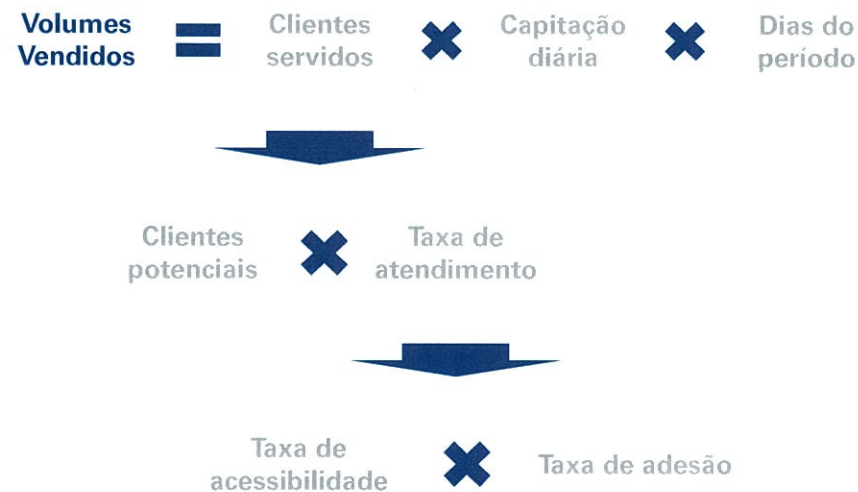 Volumes
Vendidos
Clientes
servidos
Capitação
diária
Dias do
período
Clientes
potenciais
Taxa de
atendimento
Taxa de
acessibilidade
Taxa de adesão